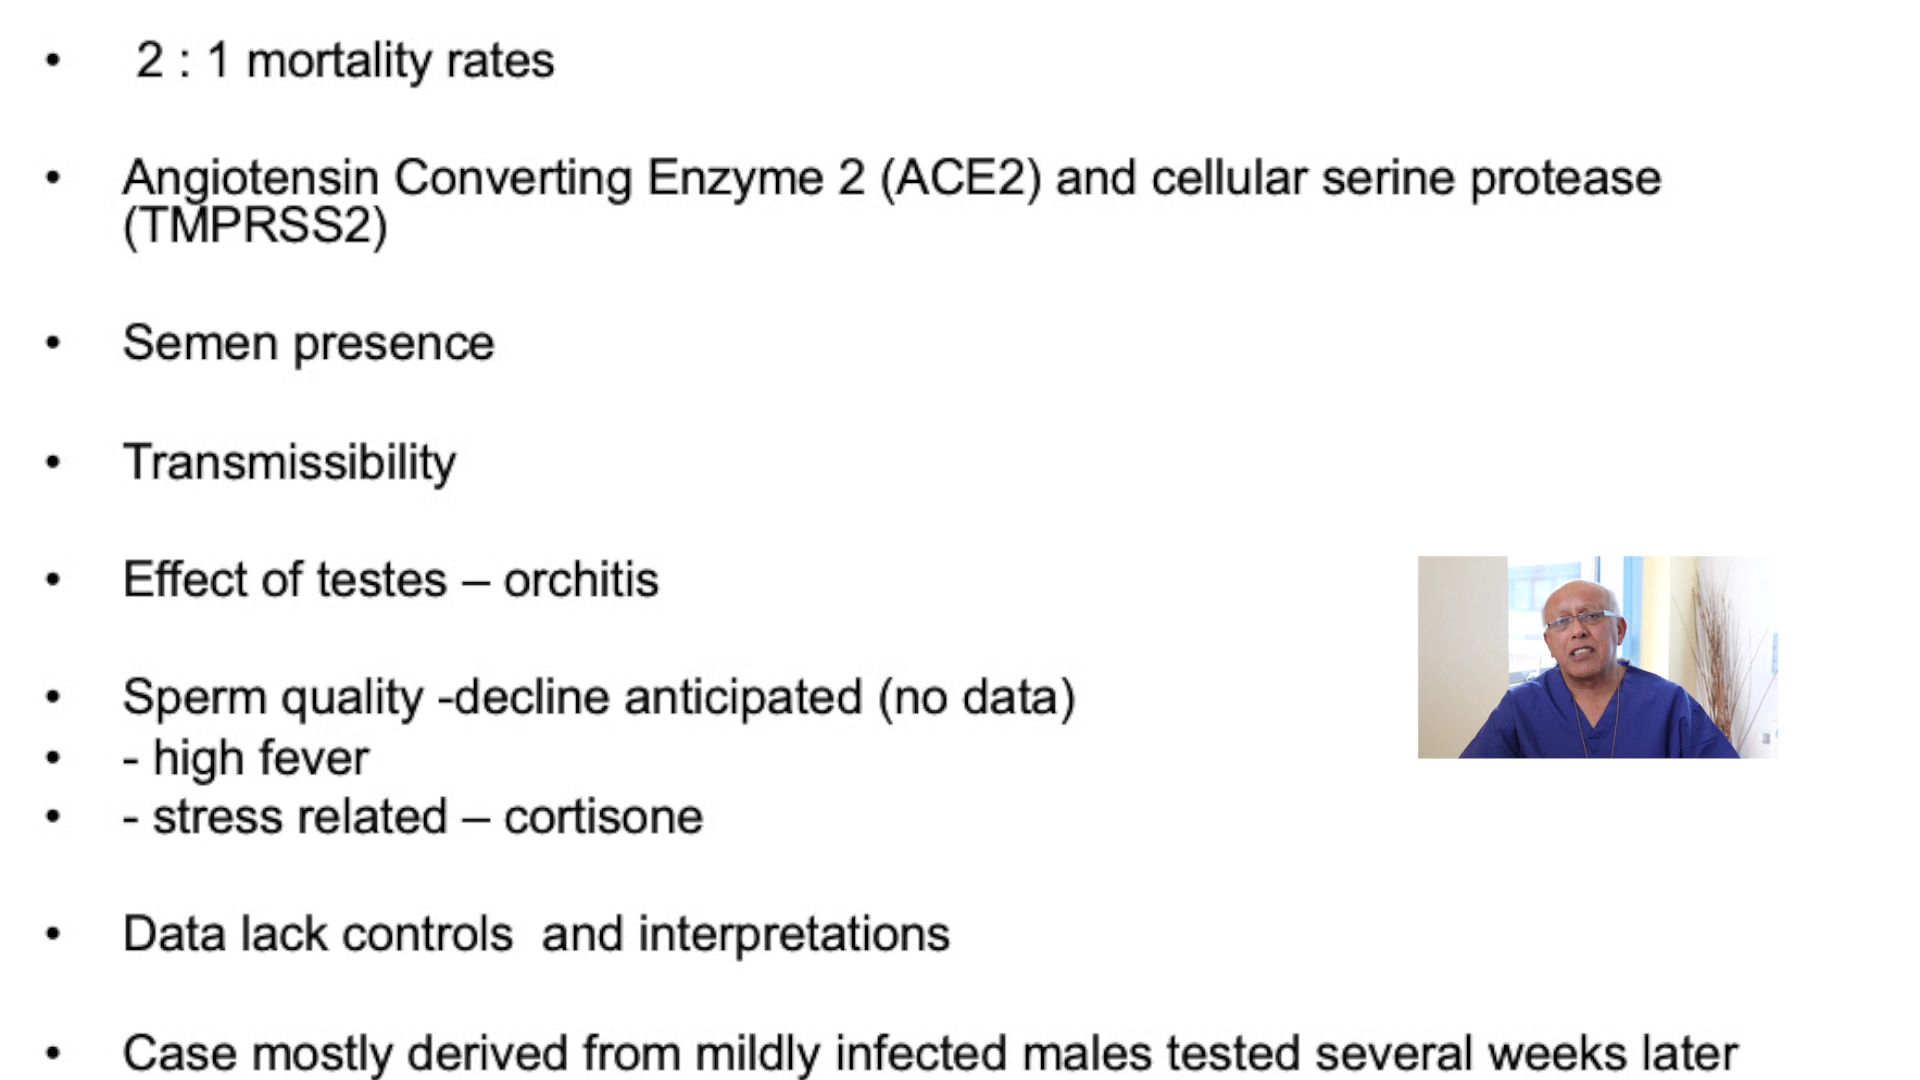 • 2 : 1 mortality rates
• Angiotensin Converting Enzyme 2 (ACE2) and cellular serine protease
(TMPRSS2)
• Semen presence
• Transmissibility
• Effect of testes – orchitis
• Sperm quality -decline anticipated (no data)
• - high fever
• - stress related – cortisone
• Data lack controls  and interpretations
• Case mostly derived from mildly infected males tested several weeks later